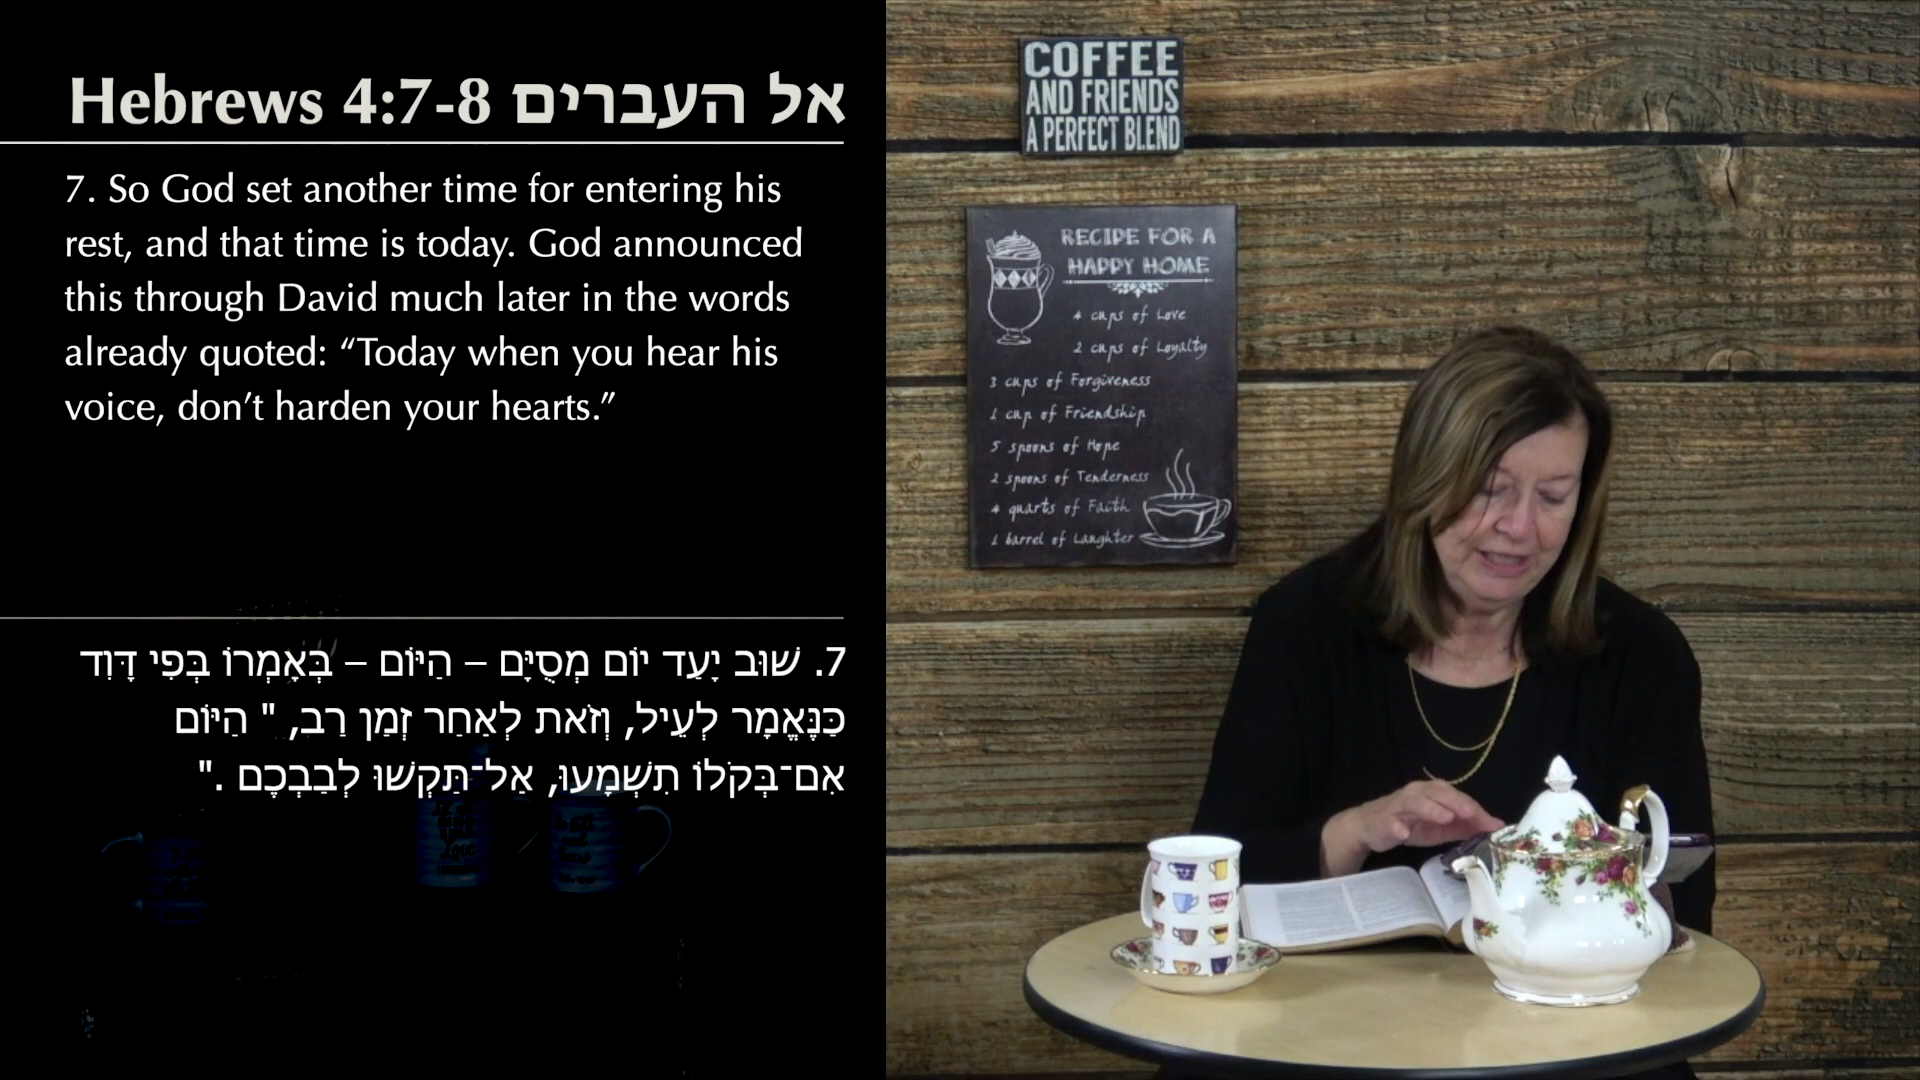 Hebrews 4:7-8 אל העברים
7. So God set another time for entering his
rest, and that time is today. God announced
this through David much later in the words
already quoted: “Today when you hear his
voice, don’t harden your hearts.”
7. שׁוּב יָעַד יוֹם מְסֻיָּם – הַיּוֹם – בְּאָמְרוֹ בְּפִי דָּוִד
כַּנֶּאֱמָר לְעֵיל, וְזֹאת לְאַחַר זְמַן רַב, " הַיּוֹם
אִם־בְּקֹלוֹ תִשְׁמָעוּ, אַל־תַּקְשׁוּ לְבַבְכֶם ."
COFFEE
AND FRIENDS
A PERFECT BLEND
RECIPE FOR A
HAPPY HOME
4 cups of Love
2 cups of Loyalty
3 cups of Forgiveness
1 cup of Friendship
5 spoons of Hope
2 spoons of Tenderness
4 quarts of Faith
1 barrel of Laughter